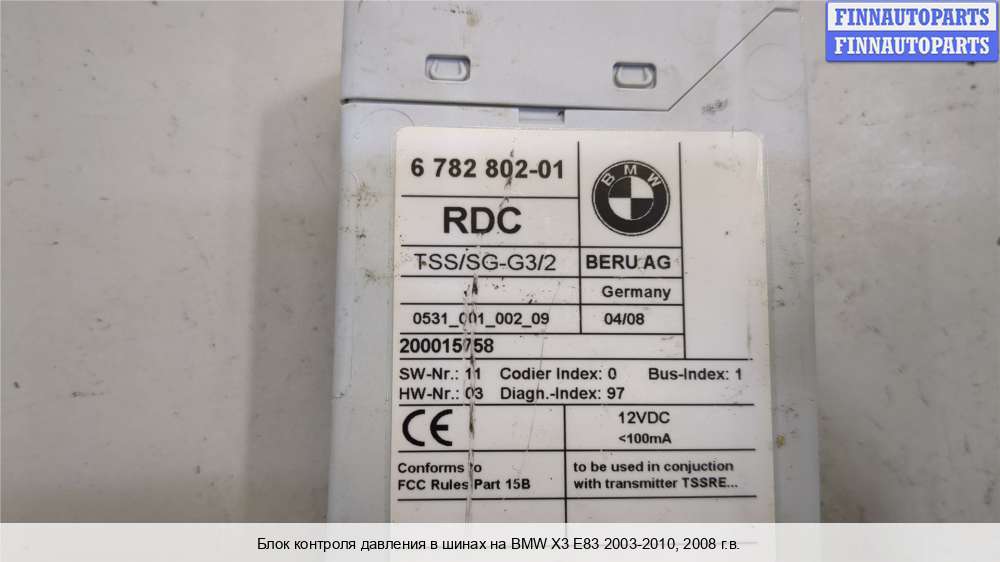 FINNAUTOPARTS
FINNAUTOPARTS
6 782 802-01
BMW
RDC
TSS/SG-G3/2
BERU AG
Germany
0531_001_002_09
04/08
200015758
SW-Nr.: 11 Codier Index: 0 Bus-Index: 1
HW-Nr.: 03 Diagn.-Index: 97
CE
12VDC
<100mA
Conforms to
FCC Rules Part 15B
to be used in conjuction
with transmitter TSSRE...
Блок контроля давления в шинах на BMW X3 E83 2003-2010, 2008 г.в.